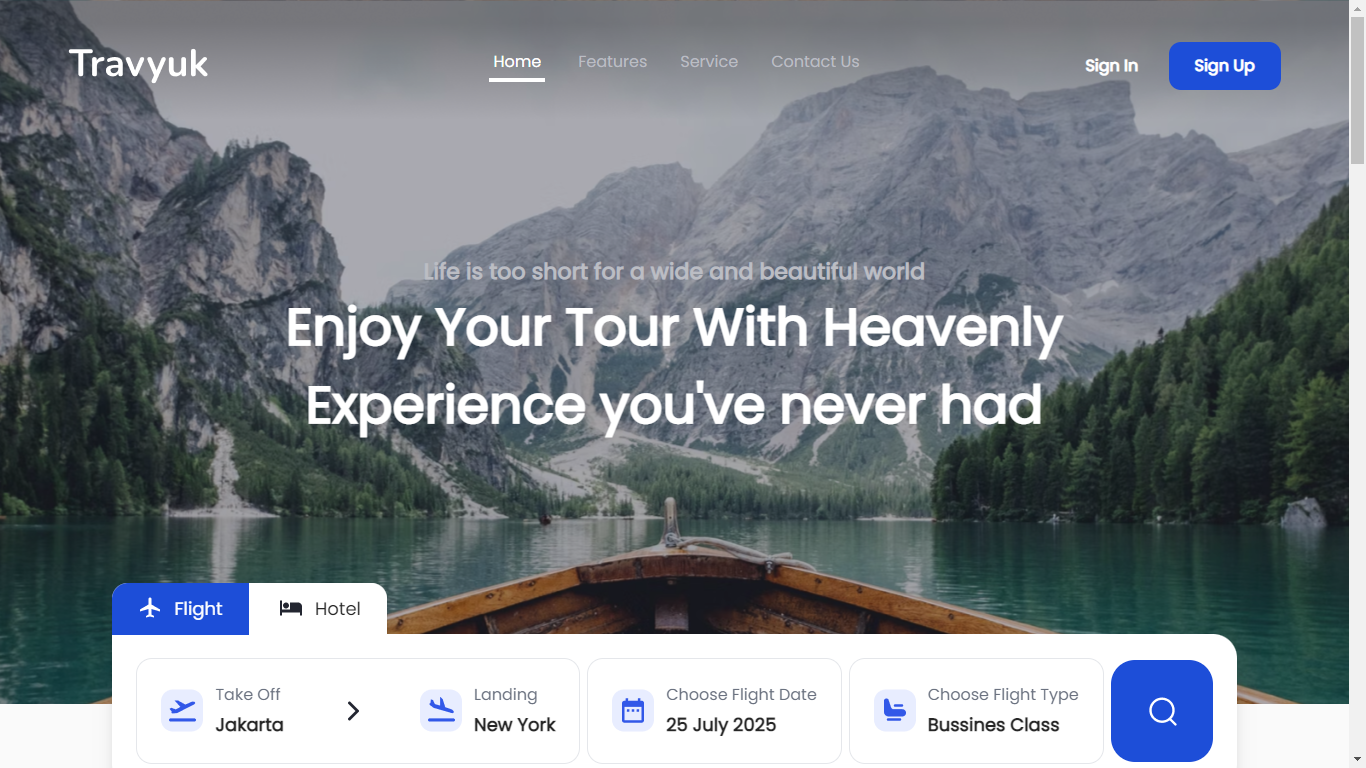 Travyuk
Home Features Service Contact Us
Sign In Sign Up
Life is too short for a wide and beautiful world
Enjoy Your Tour With Heavenly
Experience you've never had
Flight Hotel
Take Off Landing Choose Flight Date Choose Flight Type
Jakarta New York 25 July 2025 Bussines Class